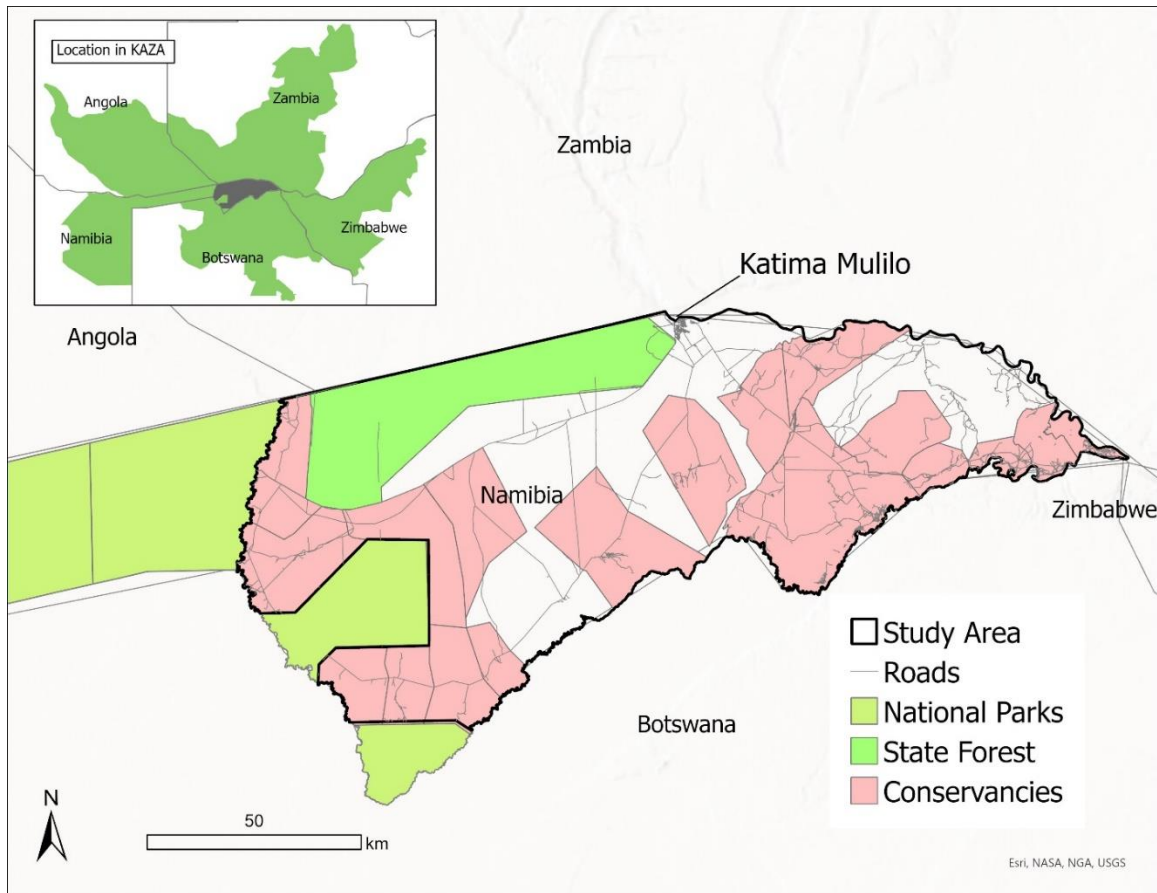 Location in KAZA
Angola
Zambia
Namibia
Botswana
Zimbabwe
Zambia
Katima Mulilo
Angola
Namibia
Zimbabwe
Botswana
Study Area
Roads
National Parks
State Forest
Conservancies
N
50
km
Esri, NASA, NGA, USGS